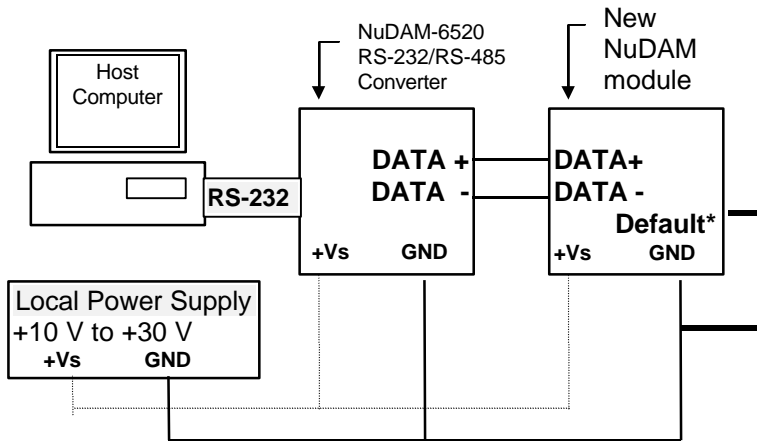 Host
Computer
RS-232
NuDAM-6520
RS-232/RS-485
Converter
DATA +
DATA -
+Vs GND
New
NuDAM
module
DATA+
DATA -
Default*
+Vs GND
Local Power Supply
+10 V to +30 V
+Vs GND